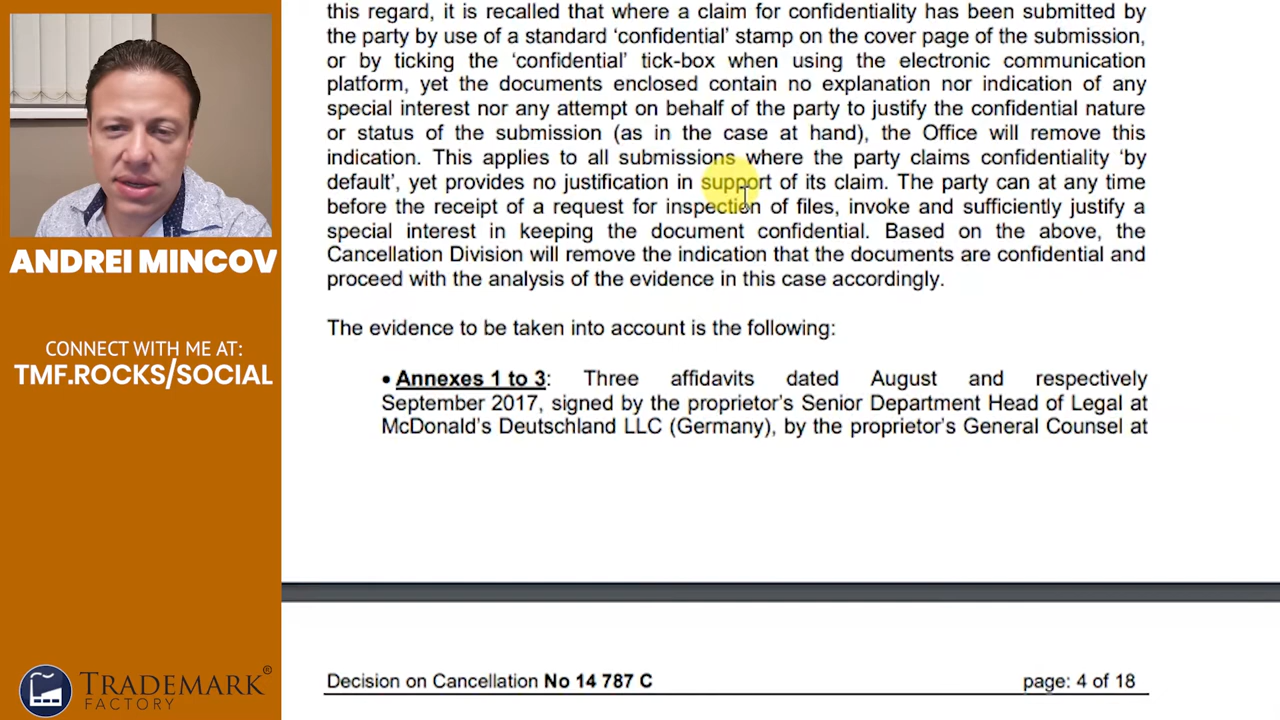 ANDREI MINCOV
CONNECT WITH ME AT:
TMF.ROCKS/SOCIAL
TRADEMARK®
FACTORY
this regard, it is recalled that where a claim for confidentiality has been submitted by
the party by use of a standard ‘confidential’ stamp on the cover page of the submission,
or by ticking the ‘confidential’ tick-box when using the electronic communication
platform, yet the documents enclosed contain no explanation nor indication of any
special interest nor any attempt on behalf of the party to justify the confidential nature
or status of the submission (as in the case at hand), the Office will remove this
indication. This applies to all submissions where the party claims confidentiality ‘by
default’, yet provides no justification in support of its claim. The party can at any time
before the receipt of a request for inspection of files, invoke and sufficiently justify a
special interest in keeping the document confidential. Based on the above, the
Cancellation Division will remove the indication that the documents are confidential and
proceed with the analysis of the evidence in this case accordingly.
The evidence to be taken into account is the following:
• Annexes 1 to 3: Three affidavits dated August and respectively
September 2017, signed by the proprietor’s Senior Department Head of Legal at
McDonald’s Deutschland LLC (Germany), by the proprietor’s General Counsel at
Decision on Cancellation No 14 787 C page: 4 of 18